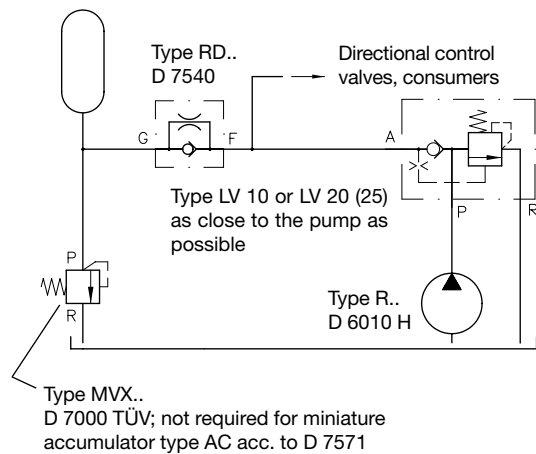 Type RD..
D 7540
Directional control
valves, consumers
G
F
A
Type LV 10 or LV 20 (25)
as close to the pump as
possible
P
R
P
R
Type R..
D 6010 H
Type MVX..
D 7000 TÜV; not required for miniature
accumulator type AC acc. to D 7571